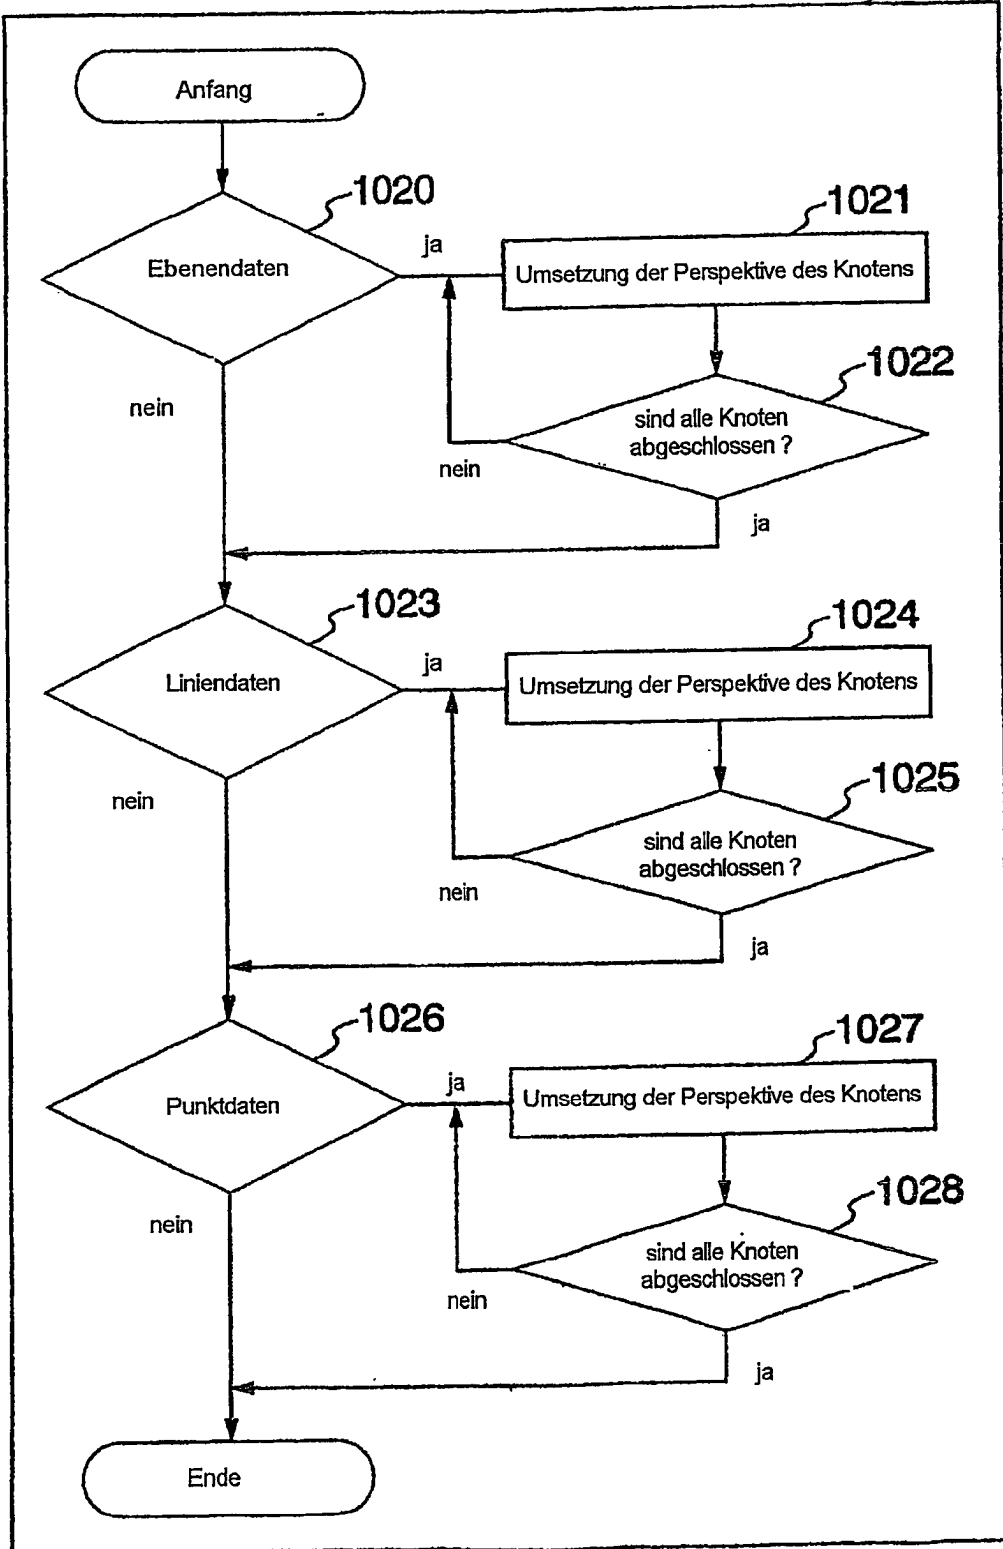 Anfang
1020
ja
1021
Ebenendaten
Umsetzung der Perspektive des Knotens
1022
nein
sind alle Knoten
abgeschlossen ?
nein
ja
1023
ja
1024
Liniendaten
Umsetzung der Perspektive des Knotens
1025
nein
sind alle Knoten
abgeschlossen ?
nein
ja
1026
ja
1027
Punktdaten
Umsetzung der Perspektive des Knotens
1028
nein
sind alle Knoten
abgeschlossen ?
nein
ja
Ende